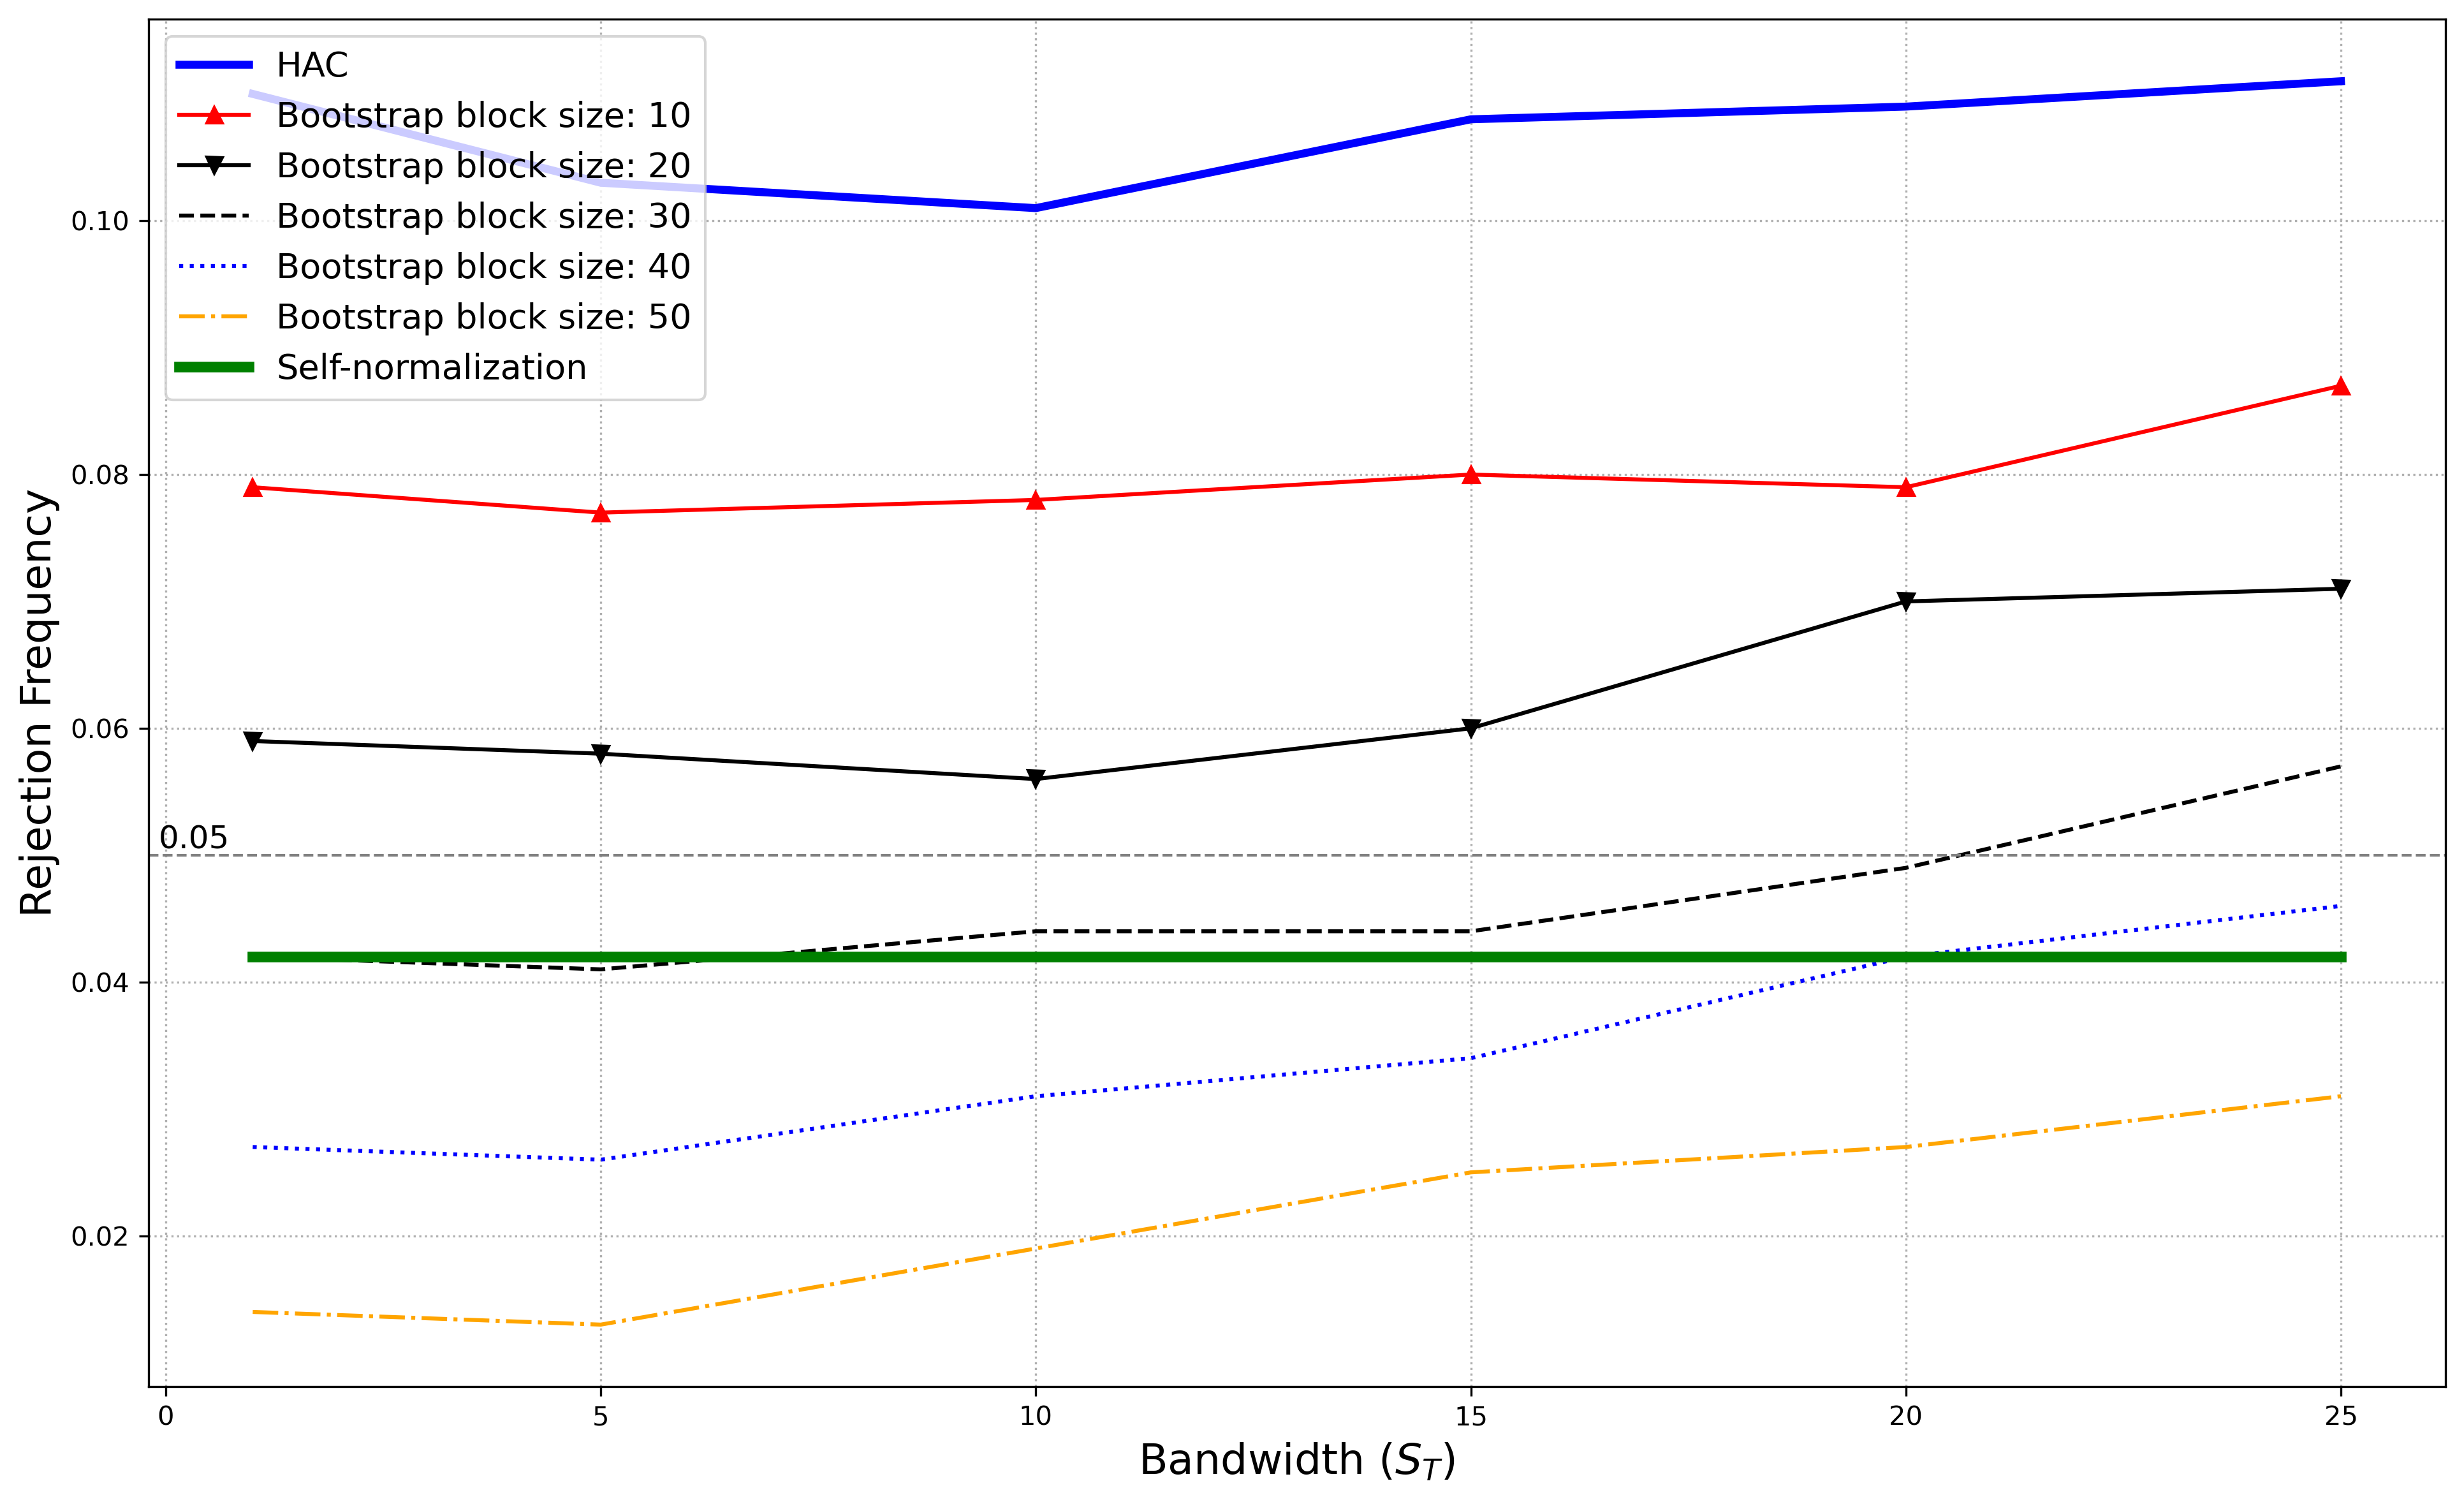 HAC
Bootstrap block size: 10
Bootstrap block size: 20
Bootstrap block size: 30
Bootstrap block size: 40
Bootstrap block size: 50
Self-normalization
Rejection Frequency
0.10
0.08
0.06
0.05
0.04
0.02
0 5 10 15 20 25
Bandwidth (S_T)